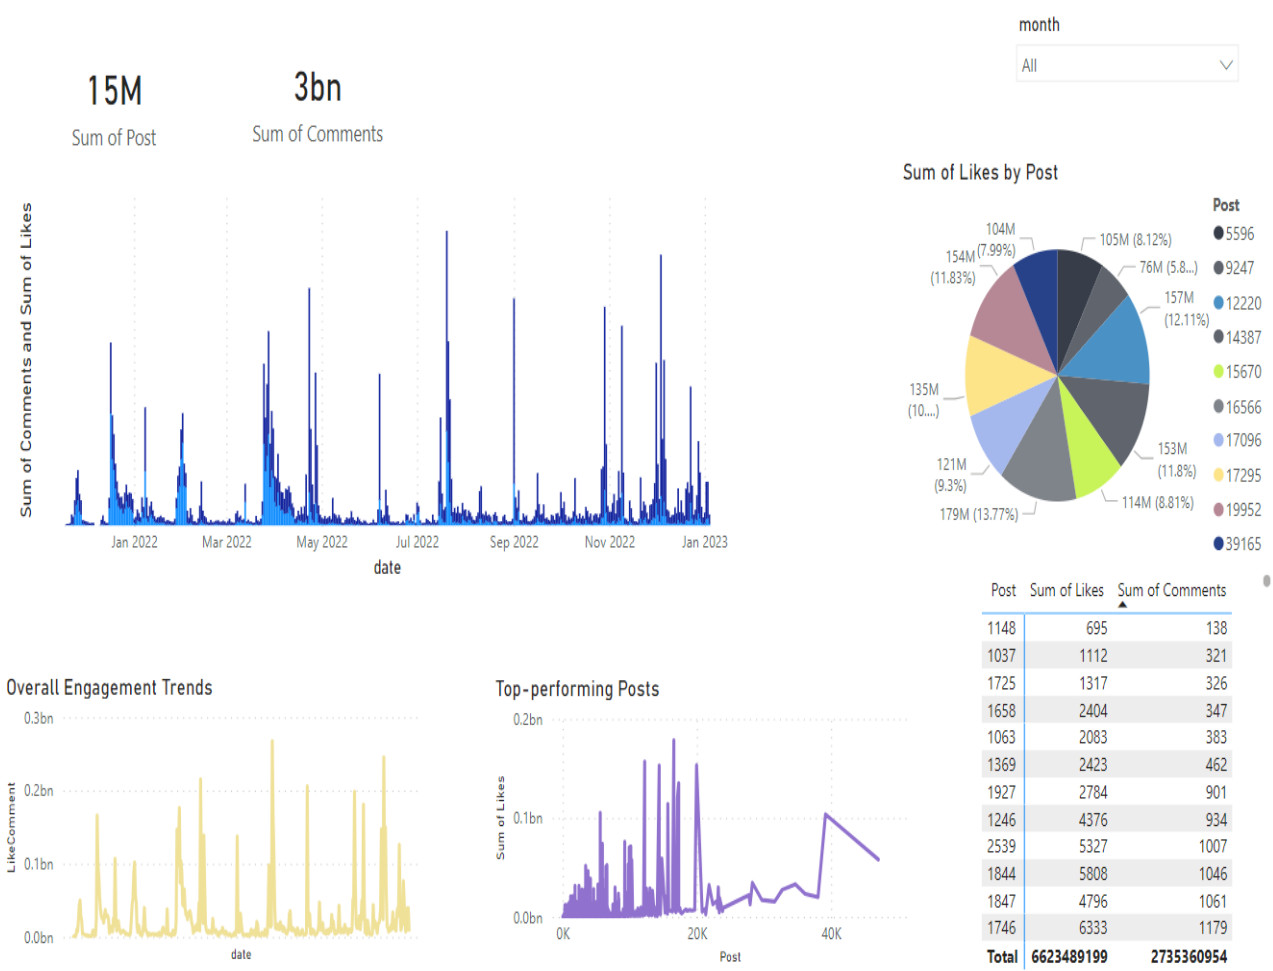 month
All
15M
Sum of Post
3bn
Sum of Comments
Sum of Comments and Sum of Likes
Jan 2022
Mar 2022
May 2022
Jul 2022
Sep 2022
Nov 2022
Jan 2023
date
Sum of Likes by Post
104M
(7.99%)
105M (8.12%)
154M
(11.83%)
76M (5.8...)
157M
(12.11%)
135M
(10....)
153M
(11.8%)
121M
(9.3%)
114M (8.81%)
179M (13.77%)
Post
5596
9247
12220
14387
15670
16566
17096
17295
19952
39165
Overall Engagement Trends
LikeComment
0.3bn
0.2bn
0.1bn
0.0bn
date
Top-performing Posts
Sum of Likes
0.2bn
0.1bn
0.0bn
0K
20K
40K
Post
Post Sum of Likes Sum of Comments
1148 695 138
1037 1112 321
1725 1317 326
1658 2404 347
1063 2083 383
1369 2423 462
1927 2784 901
1246 4376 934
2539 5327 1007
1844 5808 1046
1847 4796 1061
1746 6333 1179
Total 6623489199 2735360954